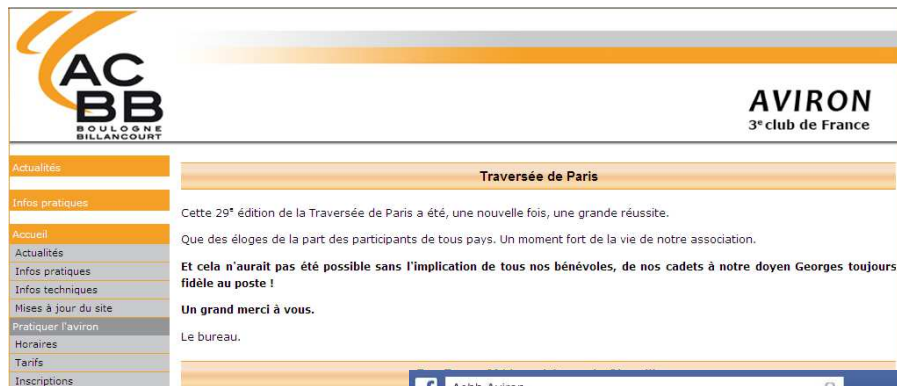 AC
BB
BOULOGNE
BILLANCOURT
AVIRON
3e club de France
Actualités
Infos pratiques
Accueil
Actualités
Infos pratiques
Infos techniques
Mises à jour du site
Pratiquer l'aviron
Horaires
Tarifs
Inscriptions
Traversée de Paris
Cette 29e édition de la Traversée de Paris a été, une nouvelle fois, une grande réussite.
Que des éloges de la part des participants de tous pays. Un moment fort de la vie de notre association.
Et cela n'aurait pas été possible sans l'implication de tous nos bénévoles, de nos cadets à notre doyen Georges toujours
fidèle au poste !
Un grand merci à vous.
Le bureau.
Acbb Aviron